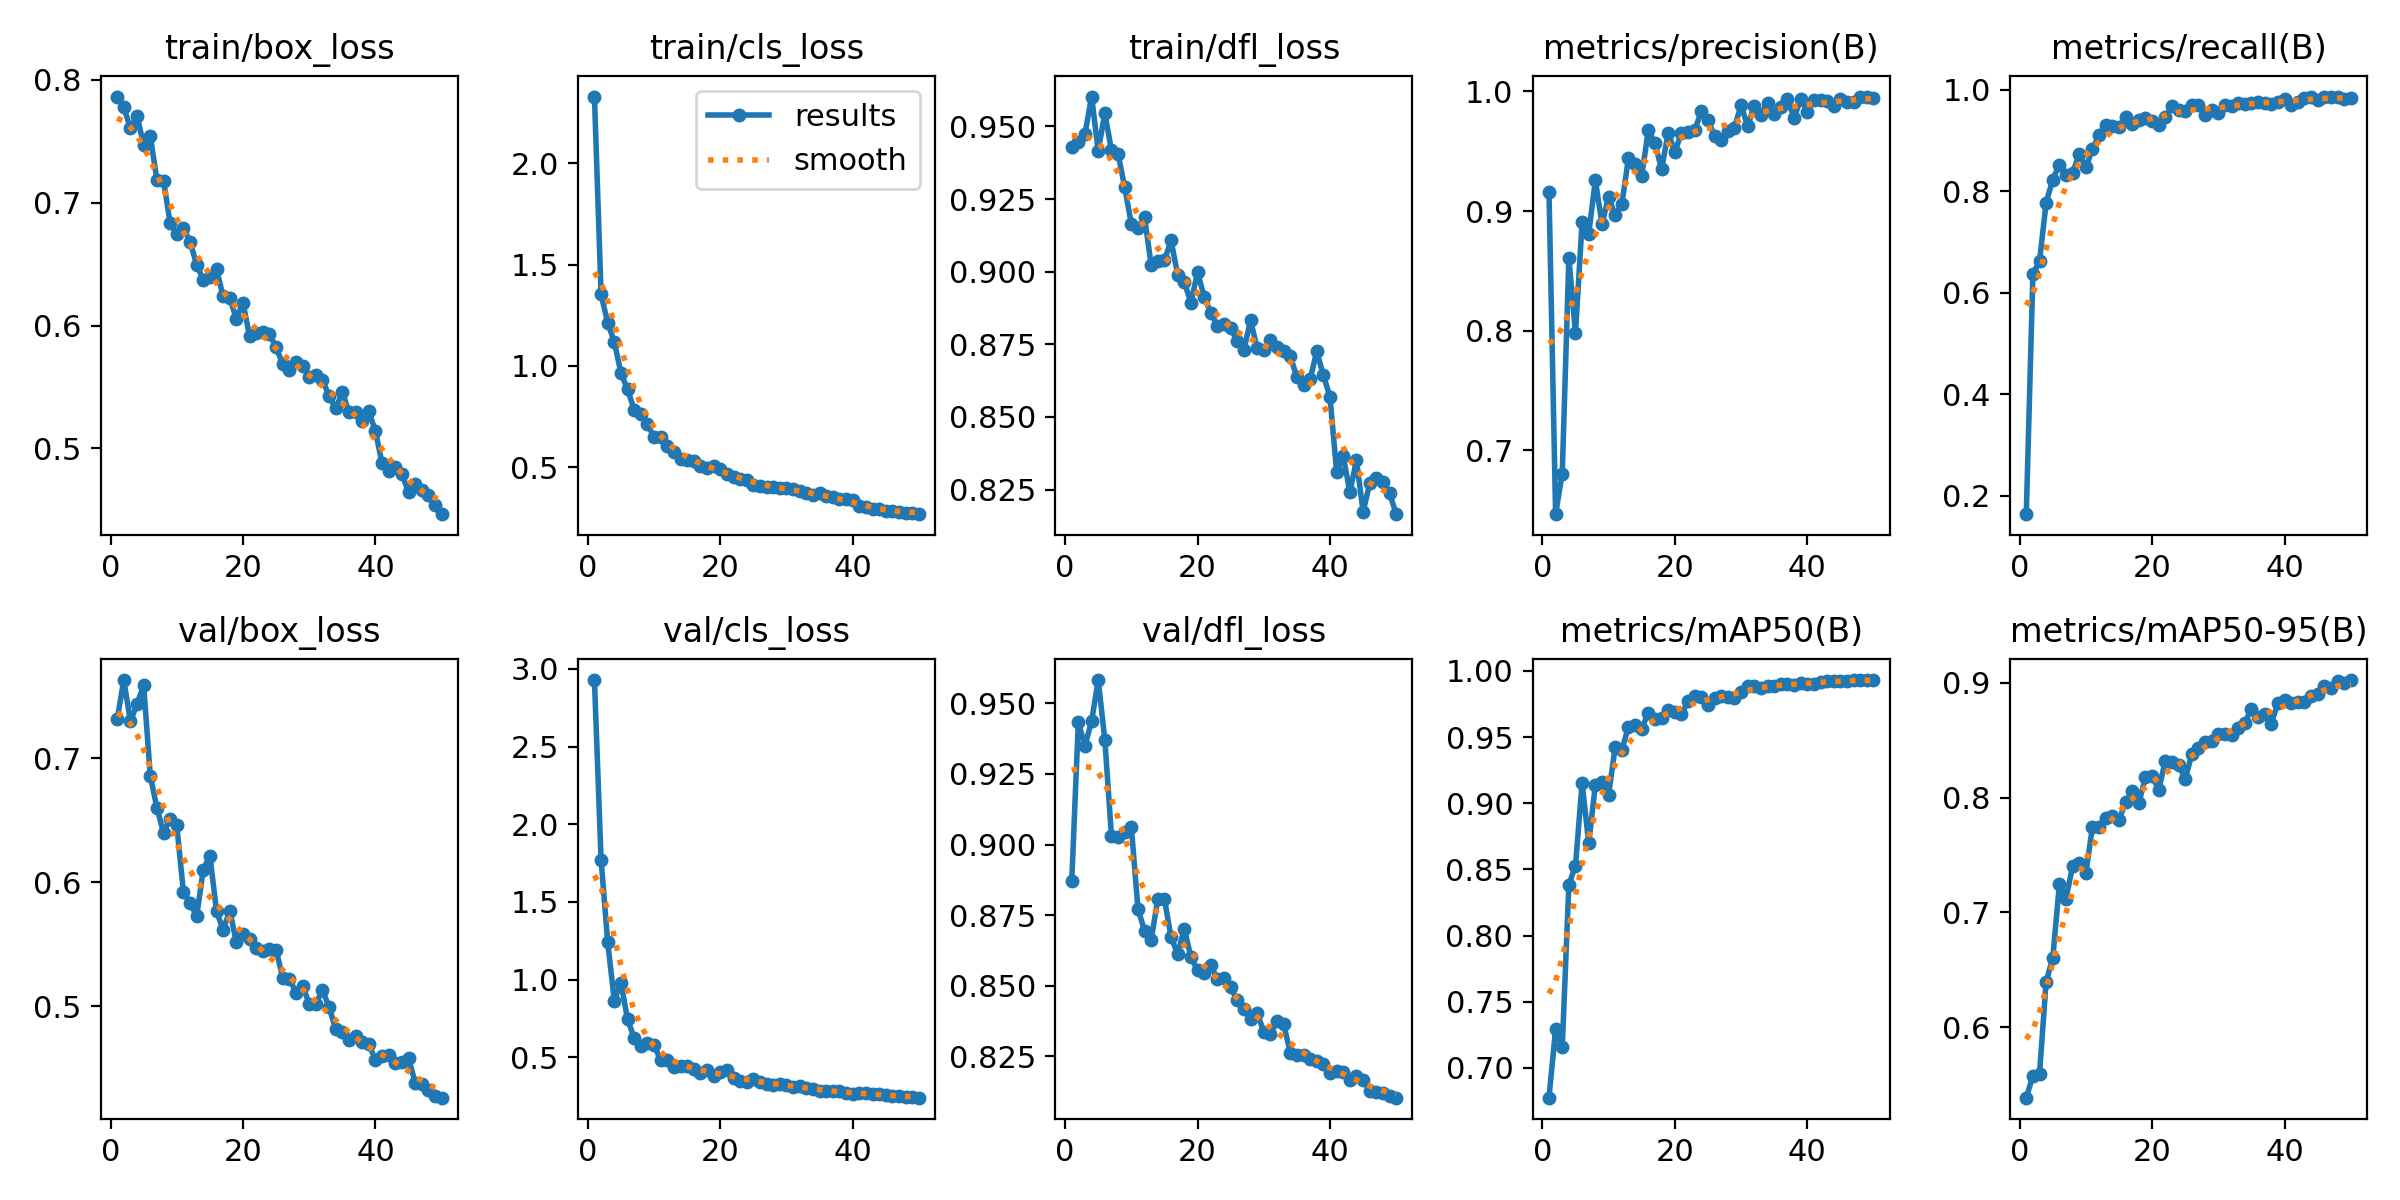 train/box_loss
0.8
0.7
0.6
0.5
0 20 40
train/cls_loss
results
smooth
2.0
1.5
1.0
0.5
0 20 40
train/dfl_loss
0.950
0.925
0.900
0.875
0.850
0.825
0 20 40
metrics/precision(B)
1.0
0.9
0.8
0.7
0 20 40
metrics/recall(B)
1.0
0.8
0.6
0.4
0.2
0 20 40
val/box_loss
0.7
0.6
0.5
0 20 40
val/cls_loss
3.0
2.5
2.0
1.5
1.0
0.5
0 20 40
val/dfl_loss
0.950
0.925
0.900
0.875
0.850
0.825
0 20 40
metrics/mAP50(B)
1.00
0.95
0.90
0.85
0.80
0.75
0.70
0 20 40
metrics/mAP50-95(B)
0.9
0.8
0.7
0.6
0 20 40